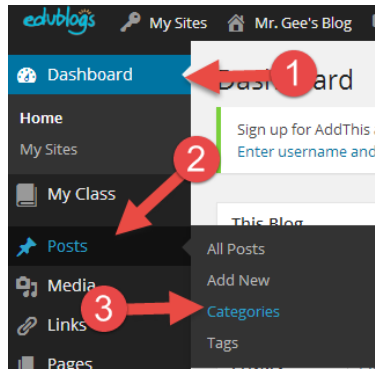 edublogs My Sites Mr. Gee's Blog
Dashboard
1
Home
My Sites
Sign up for AddThis
Enter username and
2
My Class
This Blog
Posts
All Posts
Add New
Media
3
Categories
Links
Tags
Pages